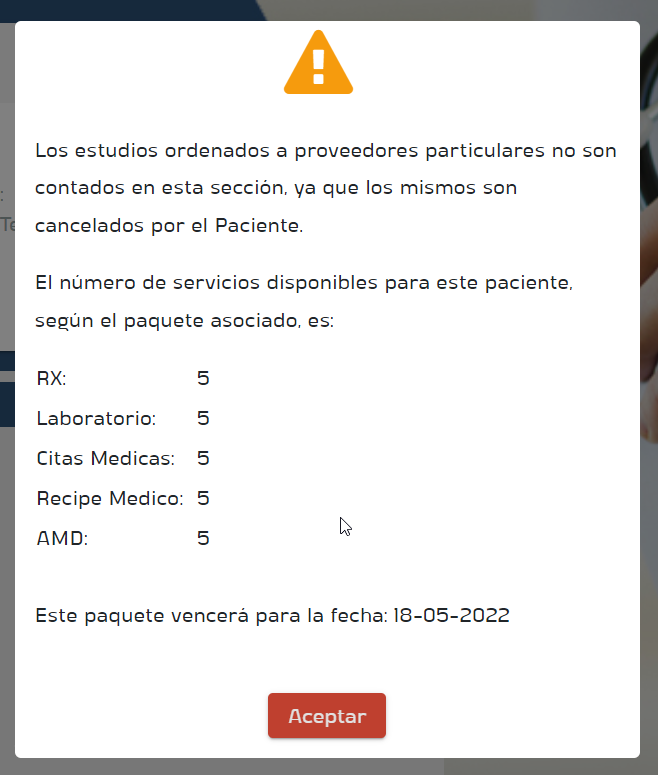 Los estudios ordenados a proveedores particulares no son
contados en esta sección, ya que los mismos son
cancelados por el Paciente.
El número de servicios disponibles para este paciente,
según el paquete asociado, es:
RX: 5
Laboratorio: 5
Citas Medicas: 5
Recipe Medico: 5
AMD: 5
Este paquete vencerá para la fecha: 18-05-2022
Aceptar